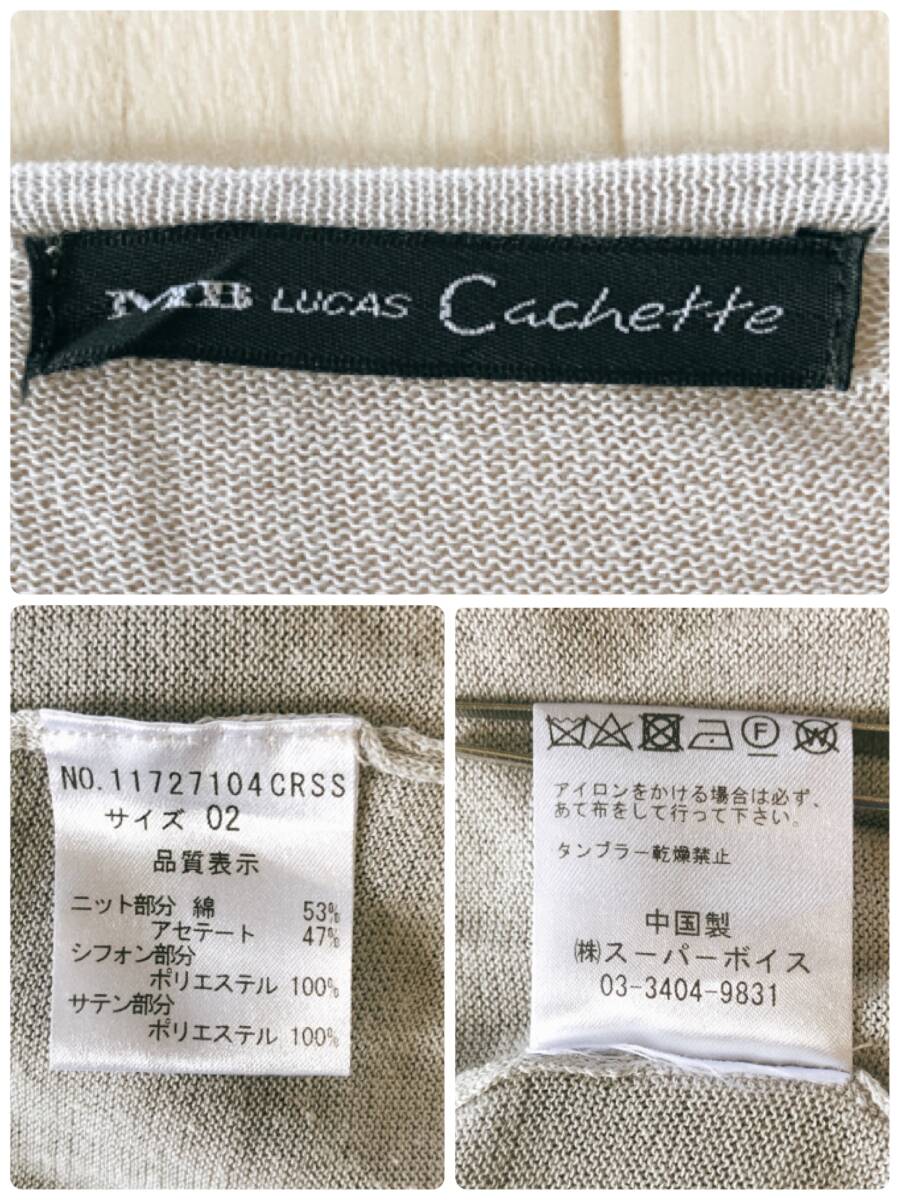 MB LUCAS Cachette
NO.11727104CRSS
サイズ 02
品質表示
ニット部分 綿 53%
アセテート 47%
シフォン部分
ポリエステル 100%
サテン部分
ポリエステル 100%
F W
アイロンをかける場合は必ず、
あて布をして行って下さい。
タンブラー乾燥禁止
中国製
㈱スーパーボイス
03-3404-9831